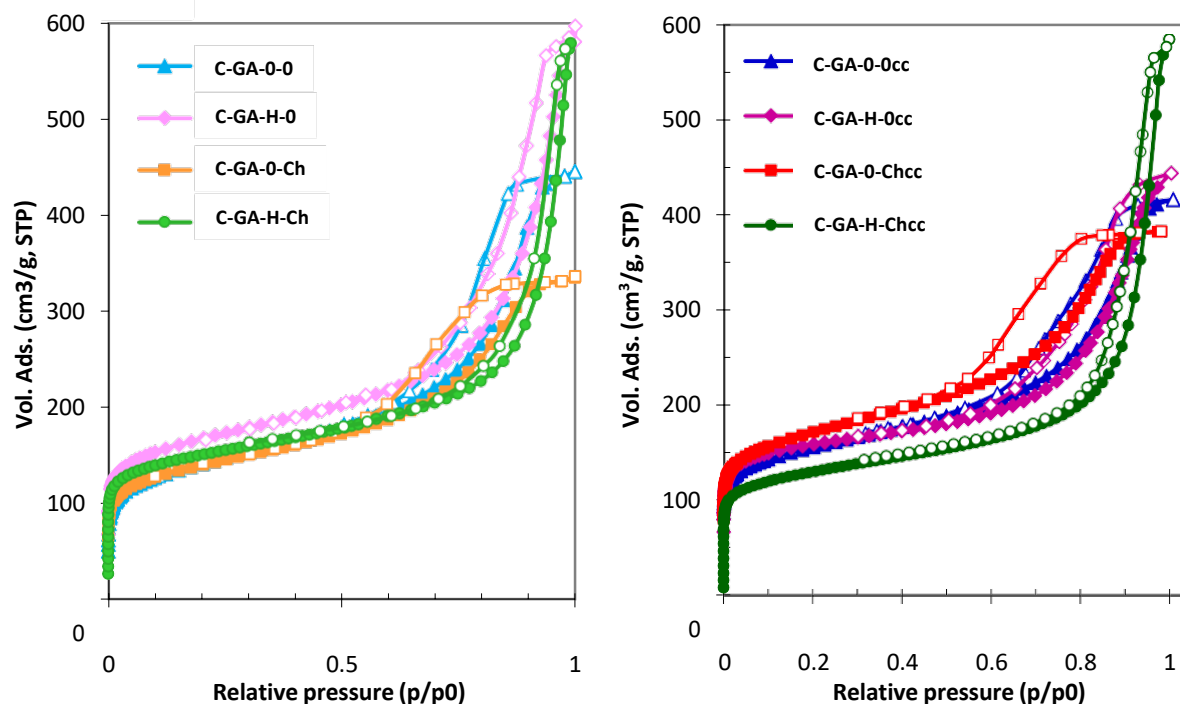 600
500
400
300
200
100
0
Vol. Ads. (cm3/g, STP)
C-GA-0-0
C-GA-H-0
C-GA-0-Ch
C-GA-H-Ch
0
0.5
1
Relative pressure (p/p0)
600
500
400
300
200
100
0
Vol. Ads. (cm³/g, STP)
C-GA-0-0cc
C-GA-H-0cc
C-GA-0-Chcc
C-GA-H-Chcc
0
0.2
0.4
0.6
0.8
1
Relative pressure (p/p0)